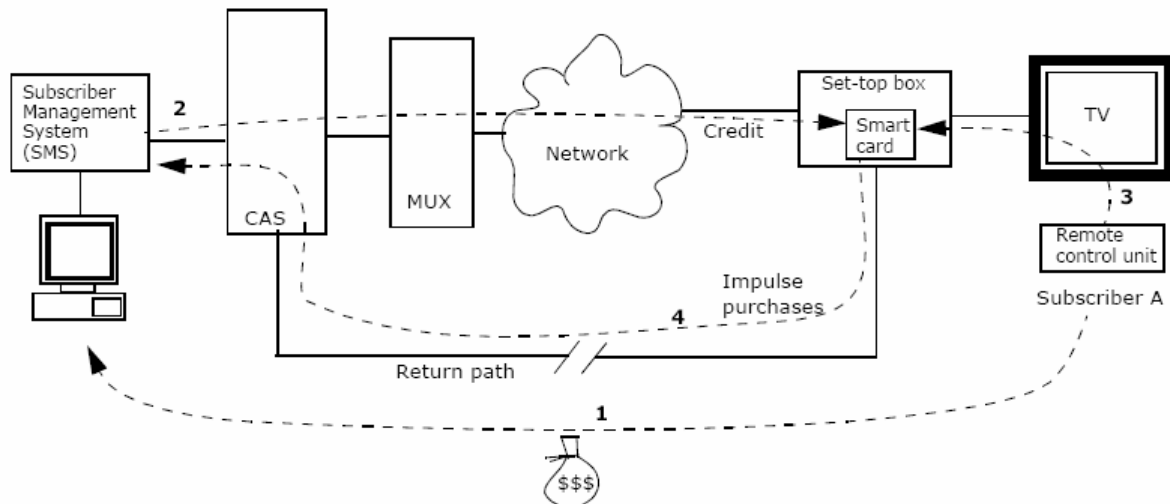 Subscriber
Management
System
(SMS)
2
CAS
MUX
Network
Credit
Set-top box
Smart
card
TV
3
Remote
control unit
Subscriber A
Impulse
purchases
4
Return path
1
$$$